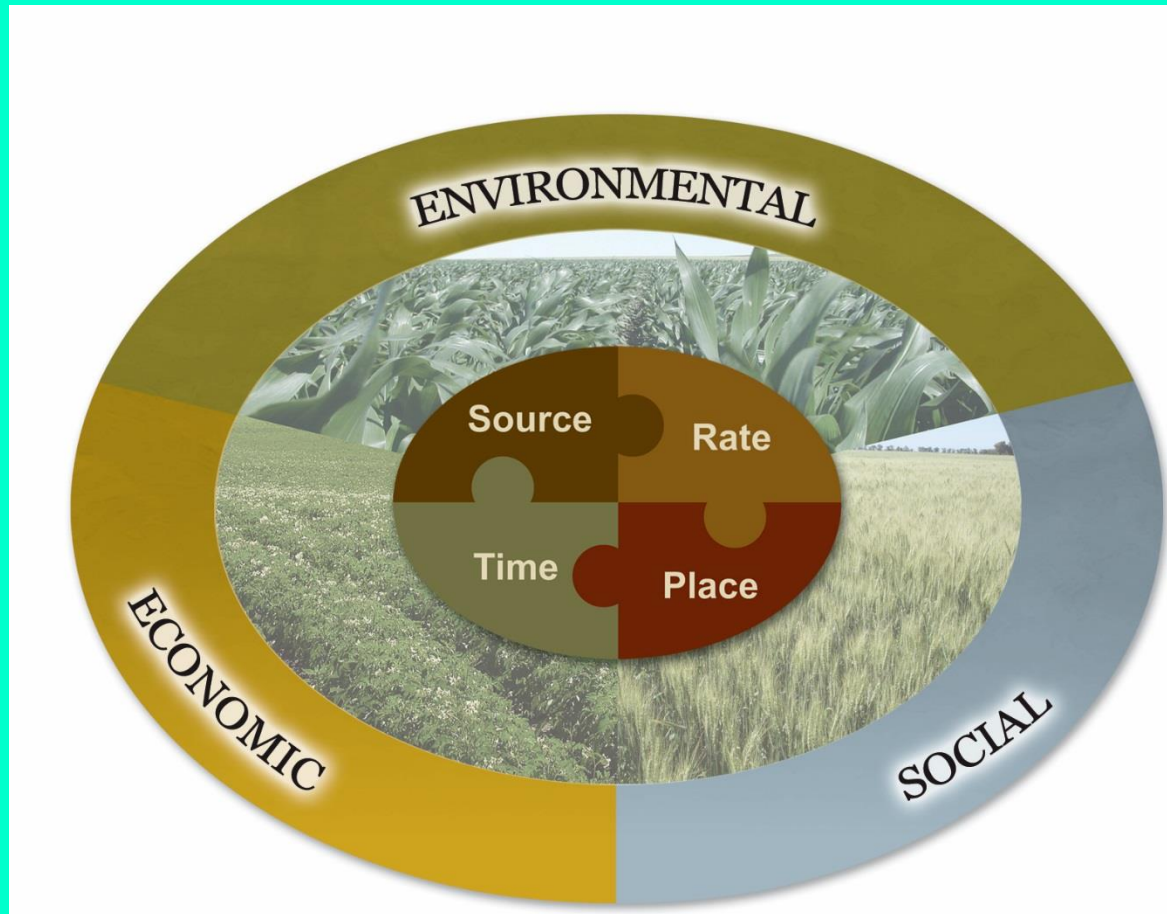 ENVIRONMENTAL
Source
Rate
Time
Place
ECONOMIC
SOCIAL